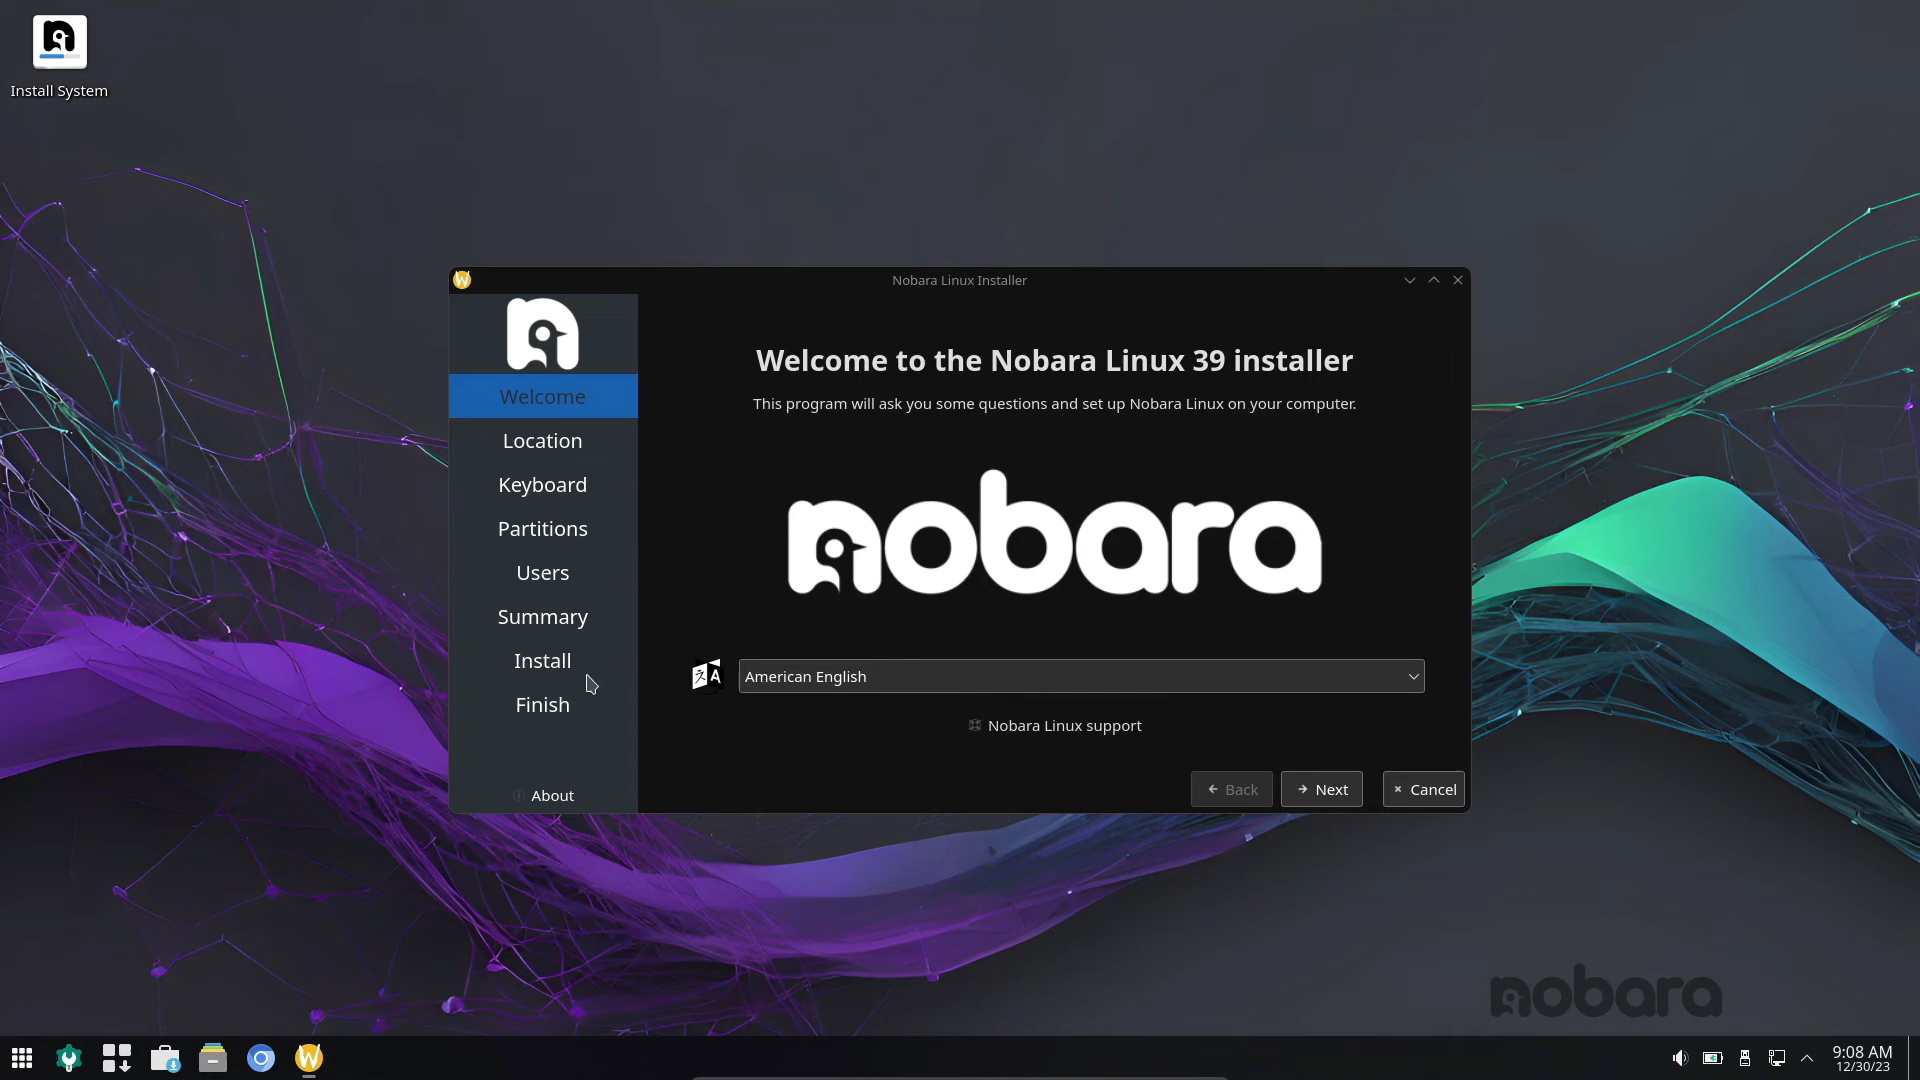 Install System
Nobara Linux Installer
Welcome
Location
Keyboard
Partitions
Users
Summary
Install
Finish
About
Welcome to the Nobara Linux 39 installer
This program will ask you some questions and set up Nobara Linux on your computer.
nobara
American English
Nobara Linux support
Back
Next
Cancel
nobara
9:08 AM
12/30/23